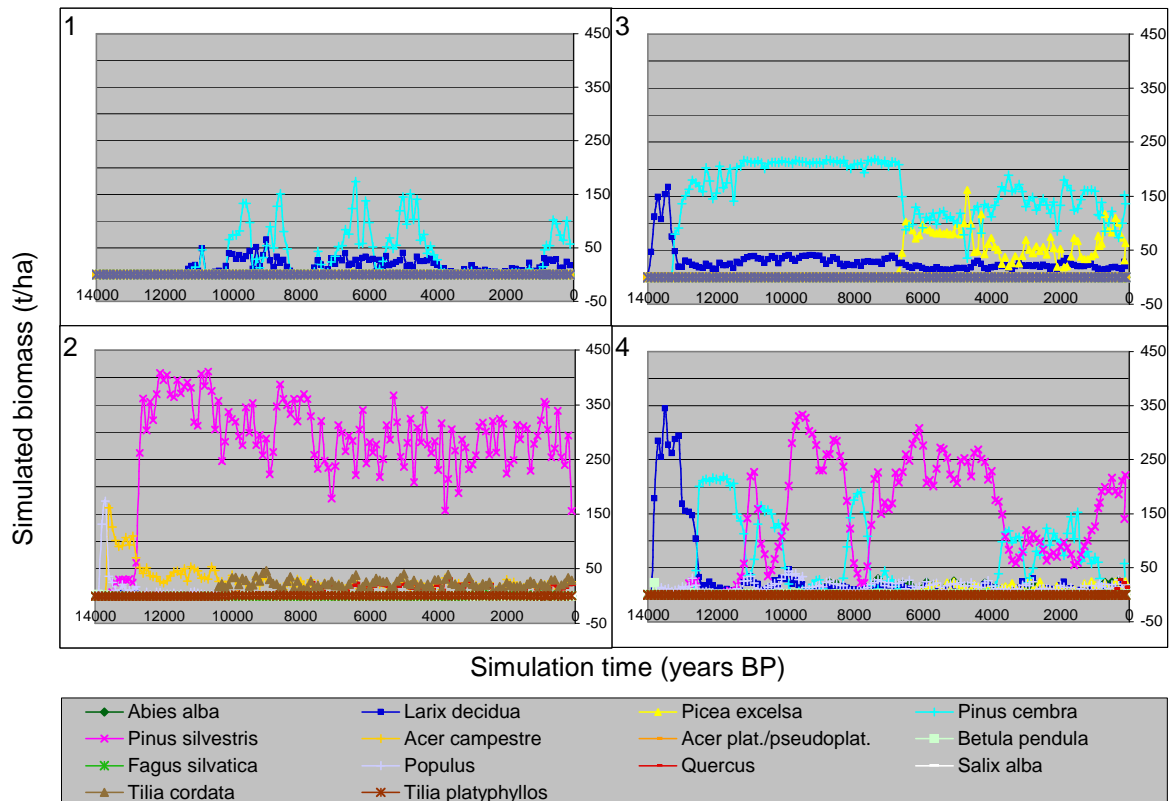 1
450
350
250
150
50
-50
14000 12000 10000 8000 6000 4000 2000 0
3
450
350
250
150
50
-50
14000 12000 10000 8000 6000 4000 2000 0
2
450
350
250
150
50
-50
14000 12000 10000 8000 6000 4000 2000 0
4
450
350
250
150
50
-50
14000 12000 10000 8000 6000 4000 2000 0
Simulated biomass (t/ha)
Simulation time (years BP)
Abies alba Larix decidua Picea excelsa Pinus cembra
Pinus silvestris Acer campestre Acer plat./pseudoplat. Betula pendula
Fagus silvatica Populus Quercus Salix alba
Tilia cordata Tilia platyphyllos